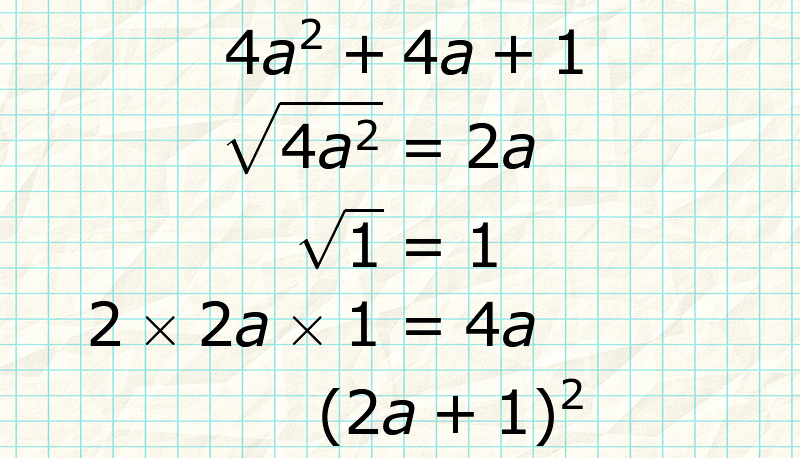 4a² + 4a + 1
√4a² = 2a
√1 = 1
2 × 2a × 1 = 4a
(2a + 1)²